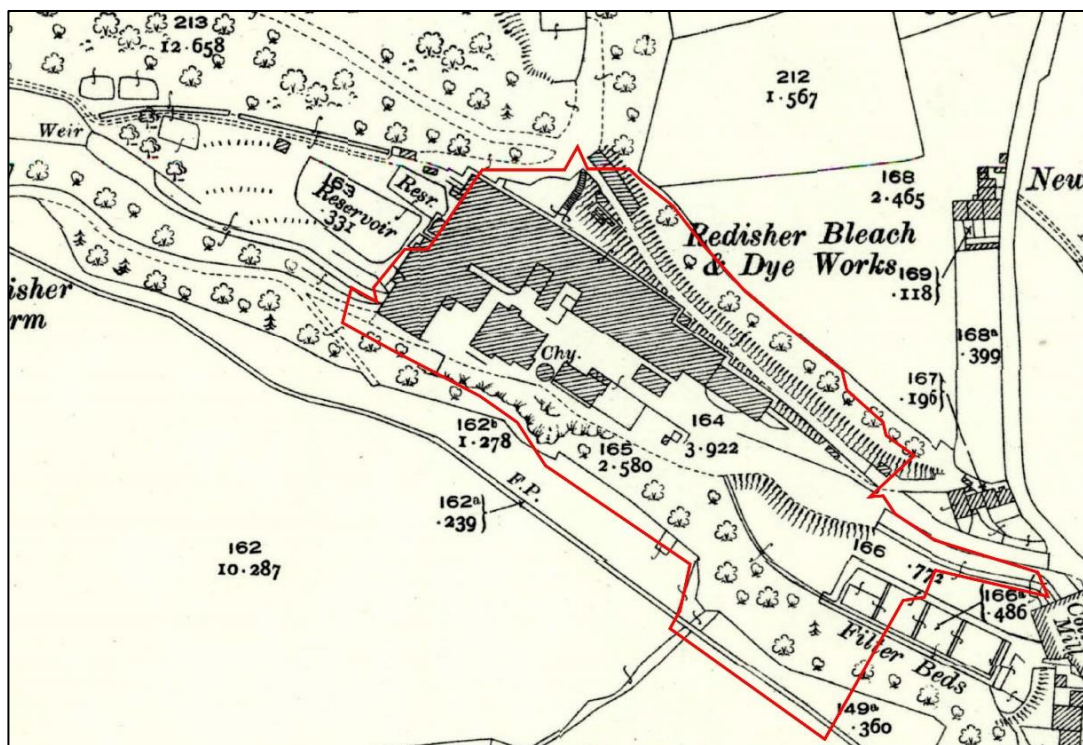 213
12·658
212
1·567
Weir
163
Reservoir
·331
Resr.
168
2·465
New
Redisher Bleach
& Dye Works
169
·118
isher
rm
168ª
·399
Chy.
167
·196
164
3·922
162ᵇ
1·278
165
2·580
F.P.
162ª
·239
162
10·287
166
·772
166ª
·486
Filter Beds
Mill
149ª
·360